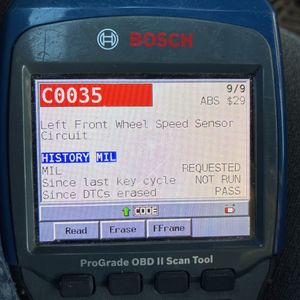 BOSCH
C0035 9/9
ABS $29
Left Front Wheel Speed Sensor
Circuit
HISTORY MIL
MIL REQUESTED
Since last key cycle NOT RUN
Since DTCs erased PASS
CODE
Read Erase FFrame
ProGrade OBD II Scan Tool